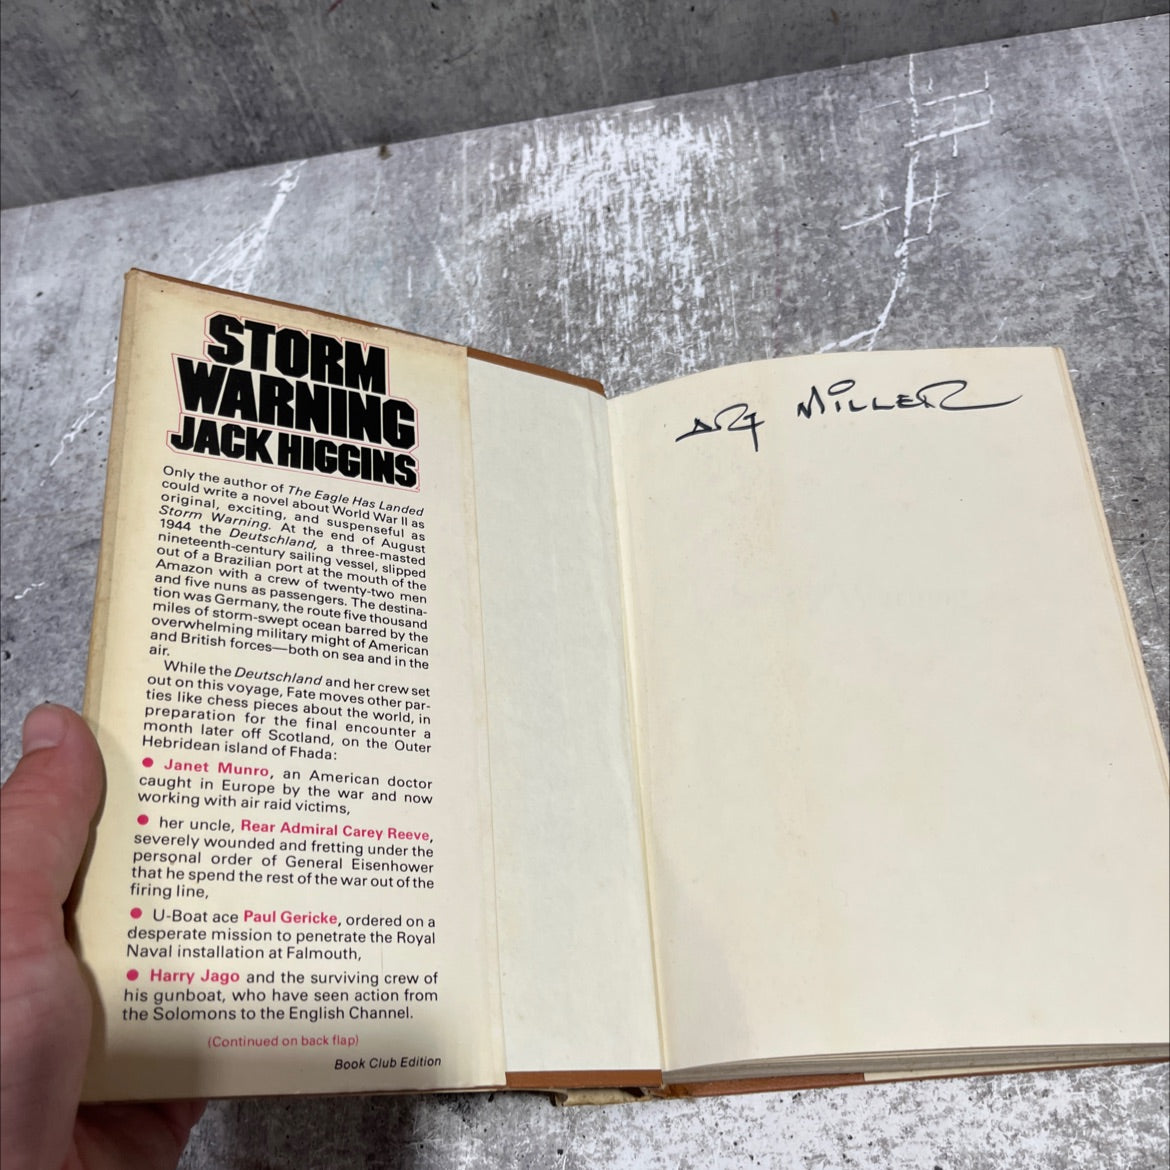 STORM
WARNING
JACK HIGGINS
Only the author of The Eagle Has Landed
could write a novel about World War II as
original, exciting, and suspenseful as
Storm Warning. At the end of August
1944 the Deutschland, a three-masted
nineteenth-century sailing vessel, slipped
out of a Brazilian port at the mouth of the
Amazon with a crew of twenty-two men
and five nuns as passengers. The destina-
tion was Germany, the route five thousand
miles of storm-swept ocean barred by the
overwhelming military might of American
and British forces—both on sea and in the
air.
While the Deutschland and her crew set
out on this voyage, Fate moves other par-
ties like chess pieces about the world, in
preparation for the final encounter a
month later off Scotland, on the Outer
Hebridean island of Fhada:
● Janet Munro, an American doctor
caught in Europe by the war and now
working with air raid victims,
● her uncle, Rear Admiral Carey Reeve,
severely wounded and fretting under the
personal order of General Eisenhower
that he spend the rest of the war out of the
firing line,
● U-Boat ace Paul Gericke, ordered on a
desperate mission to penetrate the Royal
Naval installation at Falmouth,
● Harry Jago and the surviving crew of
his gunboat, who have seen action from
the Solomons to the English Channel.
(Continued on back flap)
Book Club Edition
ART MILLER